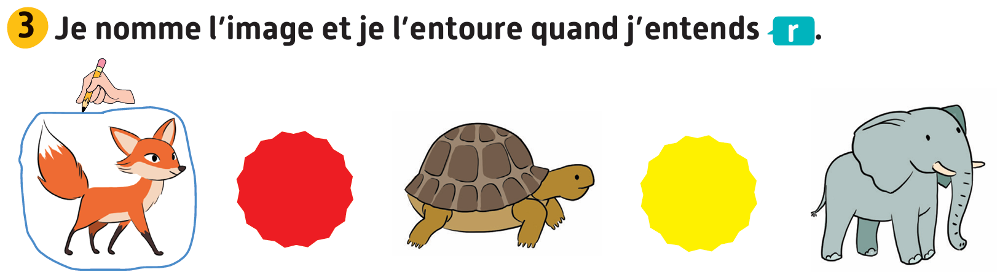 3 Je nomme l’image et je l’entoure quand j’entends r.